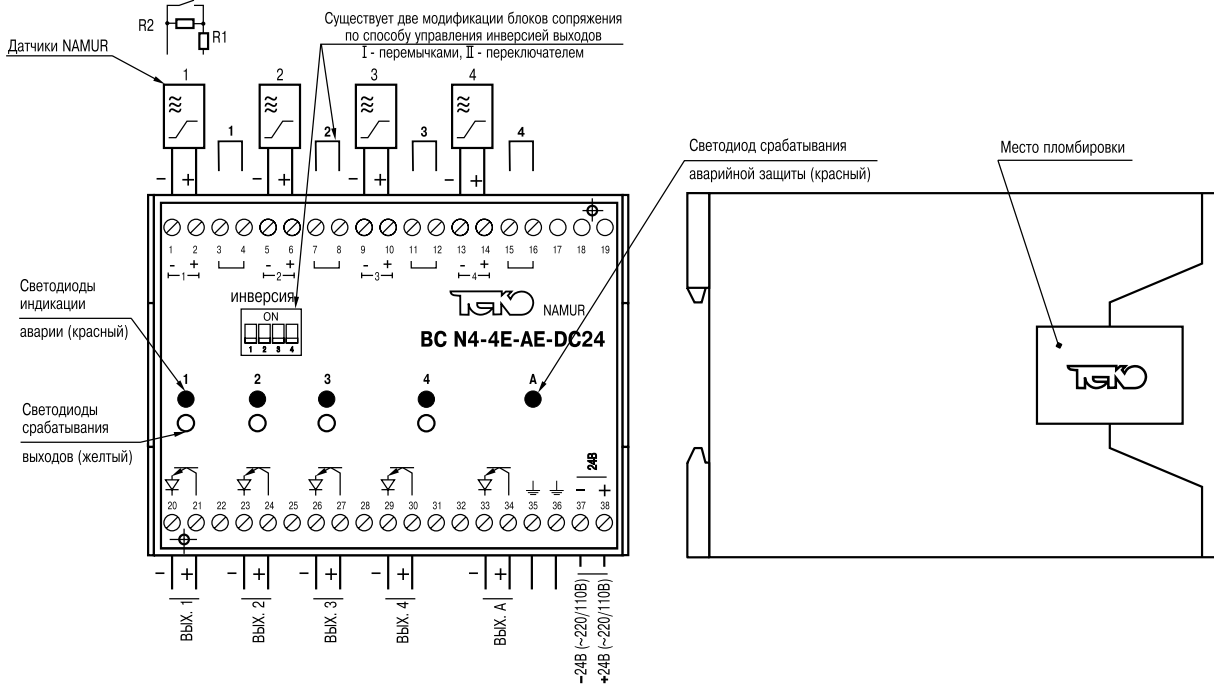 R2
R1
Датчики NAMUR
Существует две модификации блоков сопряжения
по способу управления инверсией выходов
I - перемычками, II - переключателем
1 2 3 4
1 2 3 4
- + - + - + - +
Светодиод срабатывания
аварийной защиты (красный)
Место пломбировки
1 2 3 4 5 6 7 8 9 10 11 12 13 14 15 16 17 18 19
- + - + - + - +
1 2 3 4
Светодиоды
индикации
аварии (красный)
инверсия
ON
1 2 3 4
ТЕКО NAMUR
ВС N4-4E-AE-DC24
ТЕКО
1 2 3 4 А
Светодиоды
срабатывания
выходов (желтый)
24В
- +
20 21 22 23 24 25 26 27 28 29 30 31 32 33 34 35 36 37 38
- + - + - + - + - +
ВЫХ. 1
ВЫХ. 2
ВЫХ. 3
ВЫХ. 4
ВЫХ. А
-24В (~220/110В)
+24В (~220/110В)